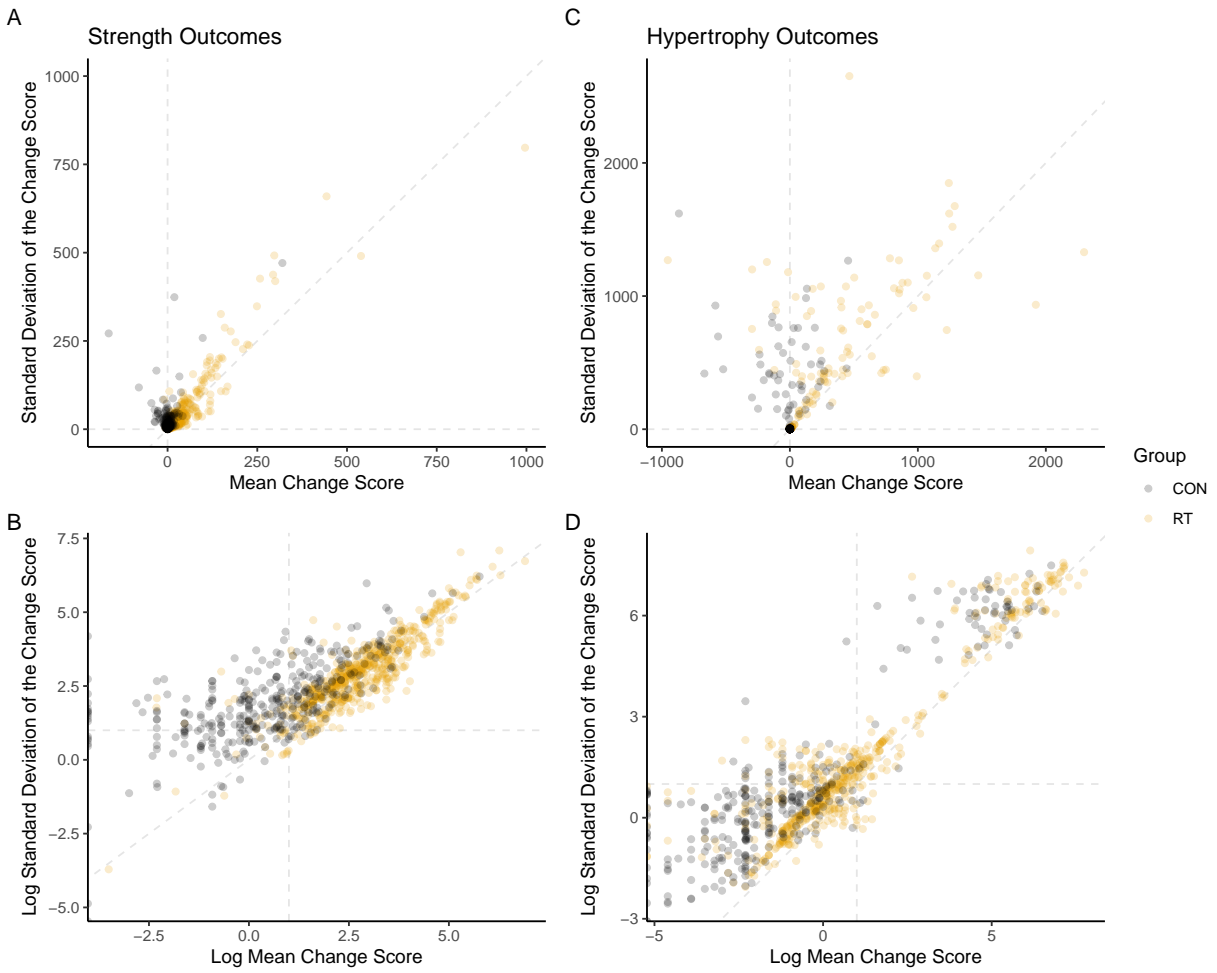 A
Strength Outcomes
Standard Deviation of the Change Score
1000
750
500
250
0
0
250
500
750
1000
Mean Change Score
C
Hypertrophy Outcomes
Standard Deviation of the Change Score
2000
1000
0
−1000
0
1000
2000
Mean Change Score
Group
CON
RT
B
Log Standard Deviation of the Change Score
7.5
5.0
2.5
0.0
−2.5
−5.0
−2.5
0.0
2.5
5.0
Log Mean Change Score
D
Log Standard Deviation of the Change Score
6
3
0
−3
−5
0
5
Log Mean Change Score